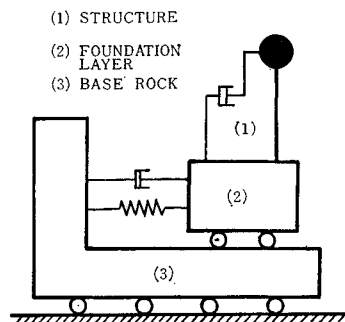 (1) STRUCTURE
(2) FOUNDATION
LAYER
(3) BASE ROCK
(1)
(2)
(3)